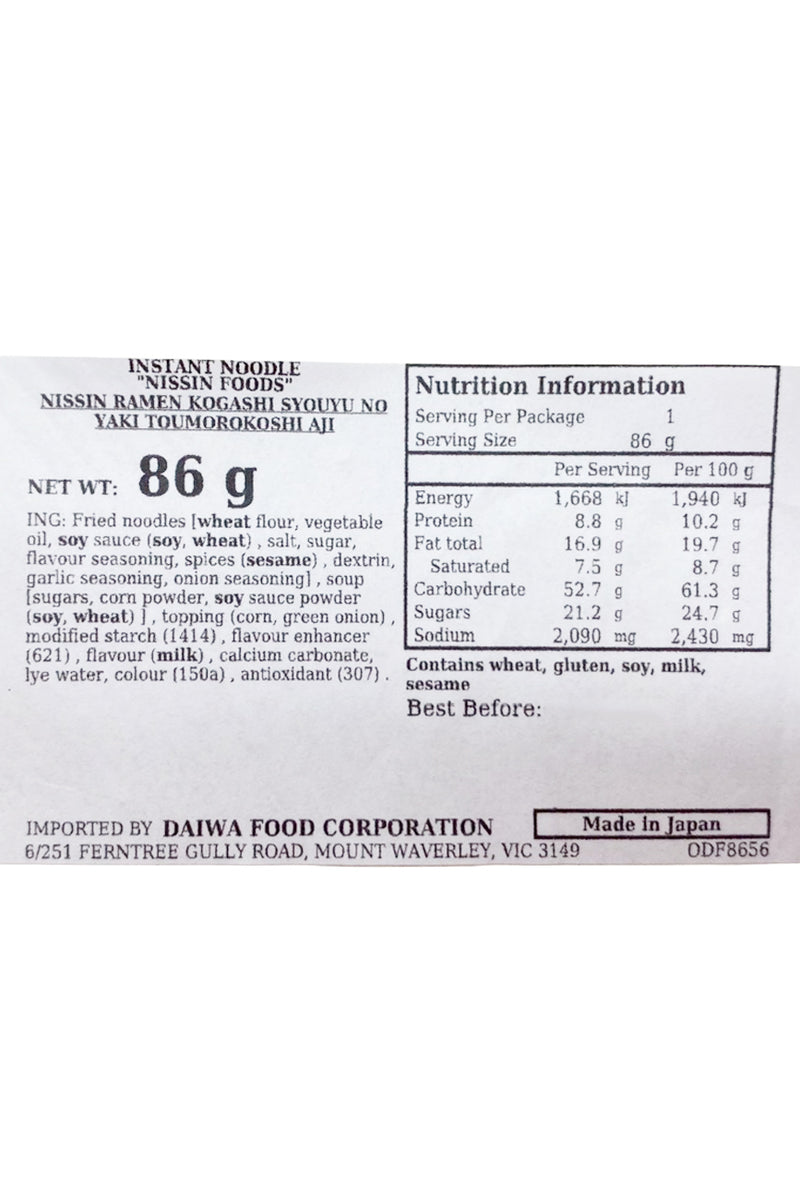 INSTANT NOODLE
"NISSIN FOODS"
NISSIN RAMEN KOGASHI SYOUYU NO
YAKI TOUMOROKOSHI AJI
NET WT: 86 g
ING: Fried noodles [wheat flour, vegetable
oil, soy sauce (soy, wheat) , salt, sugar,
flavour seasoning, spices (sesame) , dextrin,
garlic seasoning, onion seasoning] , soup
[sugars, corn powder, soy sauce powder
(soy, wheat) ] , topping (corn, green onion) ,
modified starch (1414) , flavour enhancer
(621) , flavour (milk) , calcium carbonate,
lye water, colour (150a) , antioxidant (307) .
Nutrition Information
Serving Per Package 1
Serving Size 86 g
Per Serving Per 100 g
Energy 1,668 kJ 1,940 kJ
Protein 8.8 g 10.2 g
Fat total 16.9 g 19.7 g
Saturated 7.5 g 8.7 g
Carbohydrate 52.7 g 61.3 g
Sugars 21.2 g 24.7 g
Sodium 2,090 mg 2,430 mg
Contains wheat, gluten, soy, milk,
sesame
Best Before:
IMPORTED BY DAIWA FOOD CORPORATION
6/251 FERNTREE GULLY ROAD, MOUNT WAVERLEY, VIC 3149
Made in Japan
ODF8656